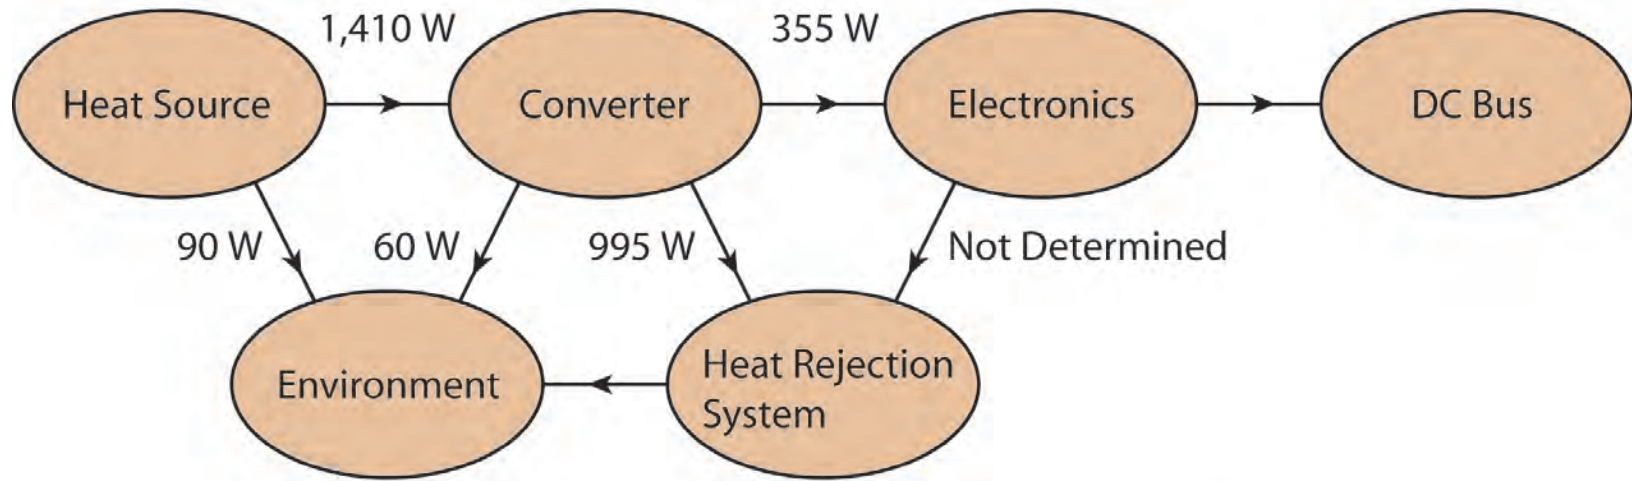 1,410 W
355 W
Heat Source
Converter
Electronics
DC Bus
90 W
60 W
995 W
Not Determined
Environment
Heat Rejection
System